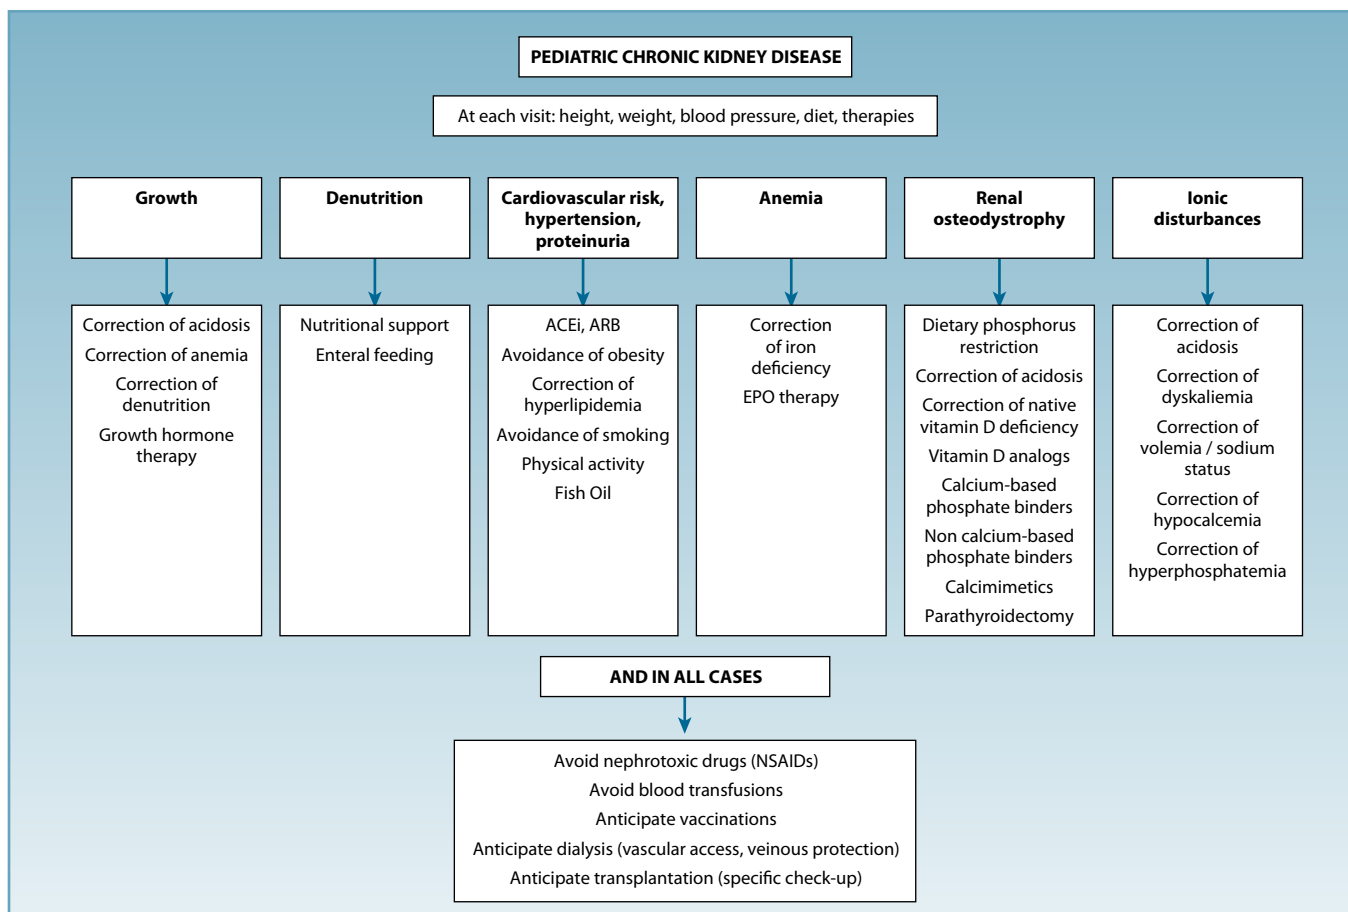 PEDIATRIC CHRONIC KIDNEY DISEASE
At each visit: height, weight, blood pressure, diet, therapies
Growth
Correction of acidosis
Correction of anemia
Correction of
denutrition
Growth hormone
therapy
Denutrition
Nutritional support
Enteral feeding
Cardiovascular risk,
hypertension,
proteinuria
ACEi, ARB
Avoidance of obesity
Correction of
hyperlipidemia
Avoidance of smoking
Physical activity
Fish Oil
Anemia
Correction
of iron
deficiency
EPO therapy
Renal
osteodystrophy
Dietary phosphorus
restriction
Correction of acidosis
Correction of native
vitamin D deficiency
Vitamin D analogs
Calcium-based
phosphate binders
Non calcium-based
phosphate binders
Calcimimetics
Parathyroidectomy
Ionic
disturbances
Correction of
acidosis
Correction of
dyskaliemia
Correction of
volemia / sodium
status
Correction of
hypocalcemia
Correction of
hyperphosphatemia
AND IN ALL CASES
Avoid nephrotoxic drugs (NSAIDs)
Avoid blood transfusions
Anticipate vaccinations
Anticipate dialysis (vascular access, veinous protection)
Anticipate transplantation (specific check-up)